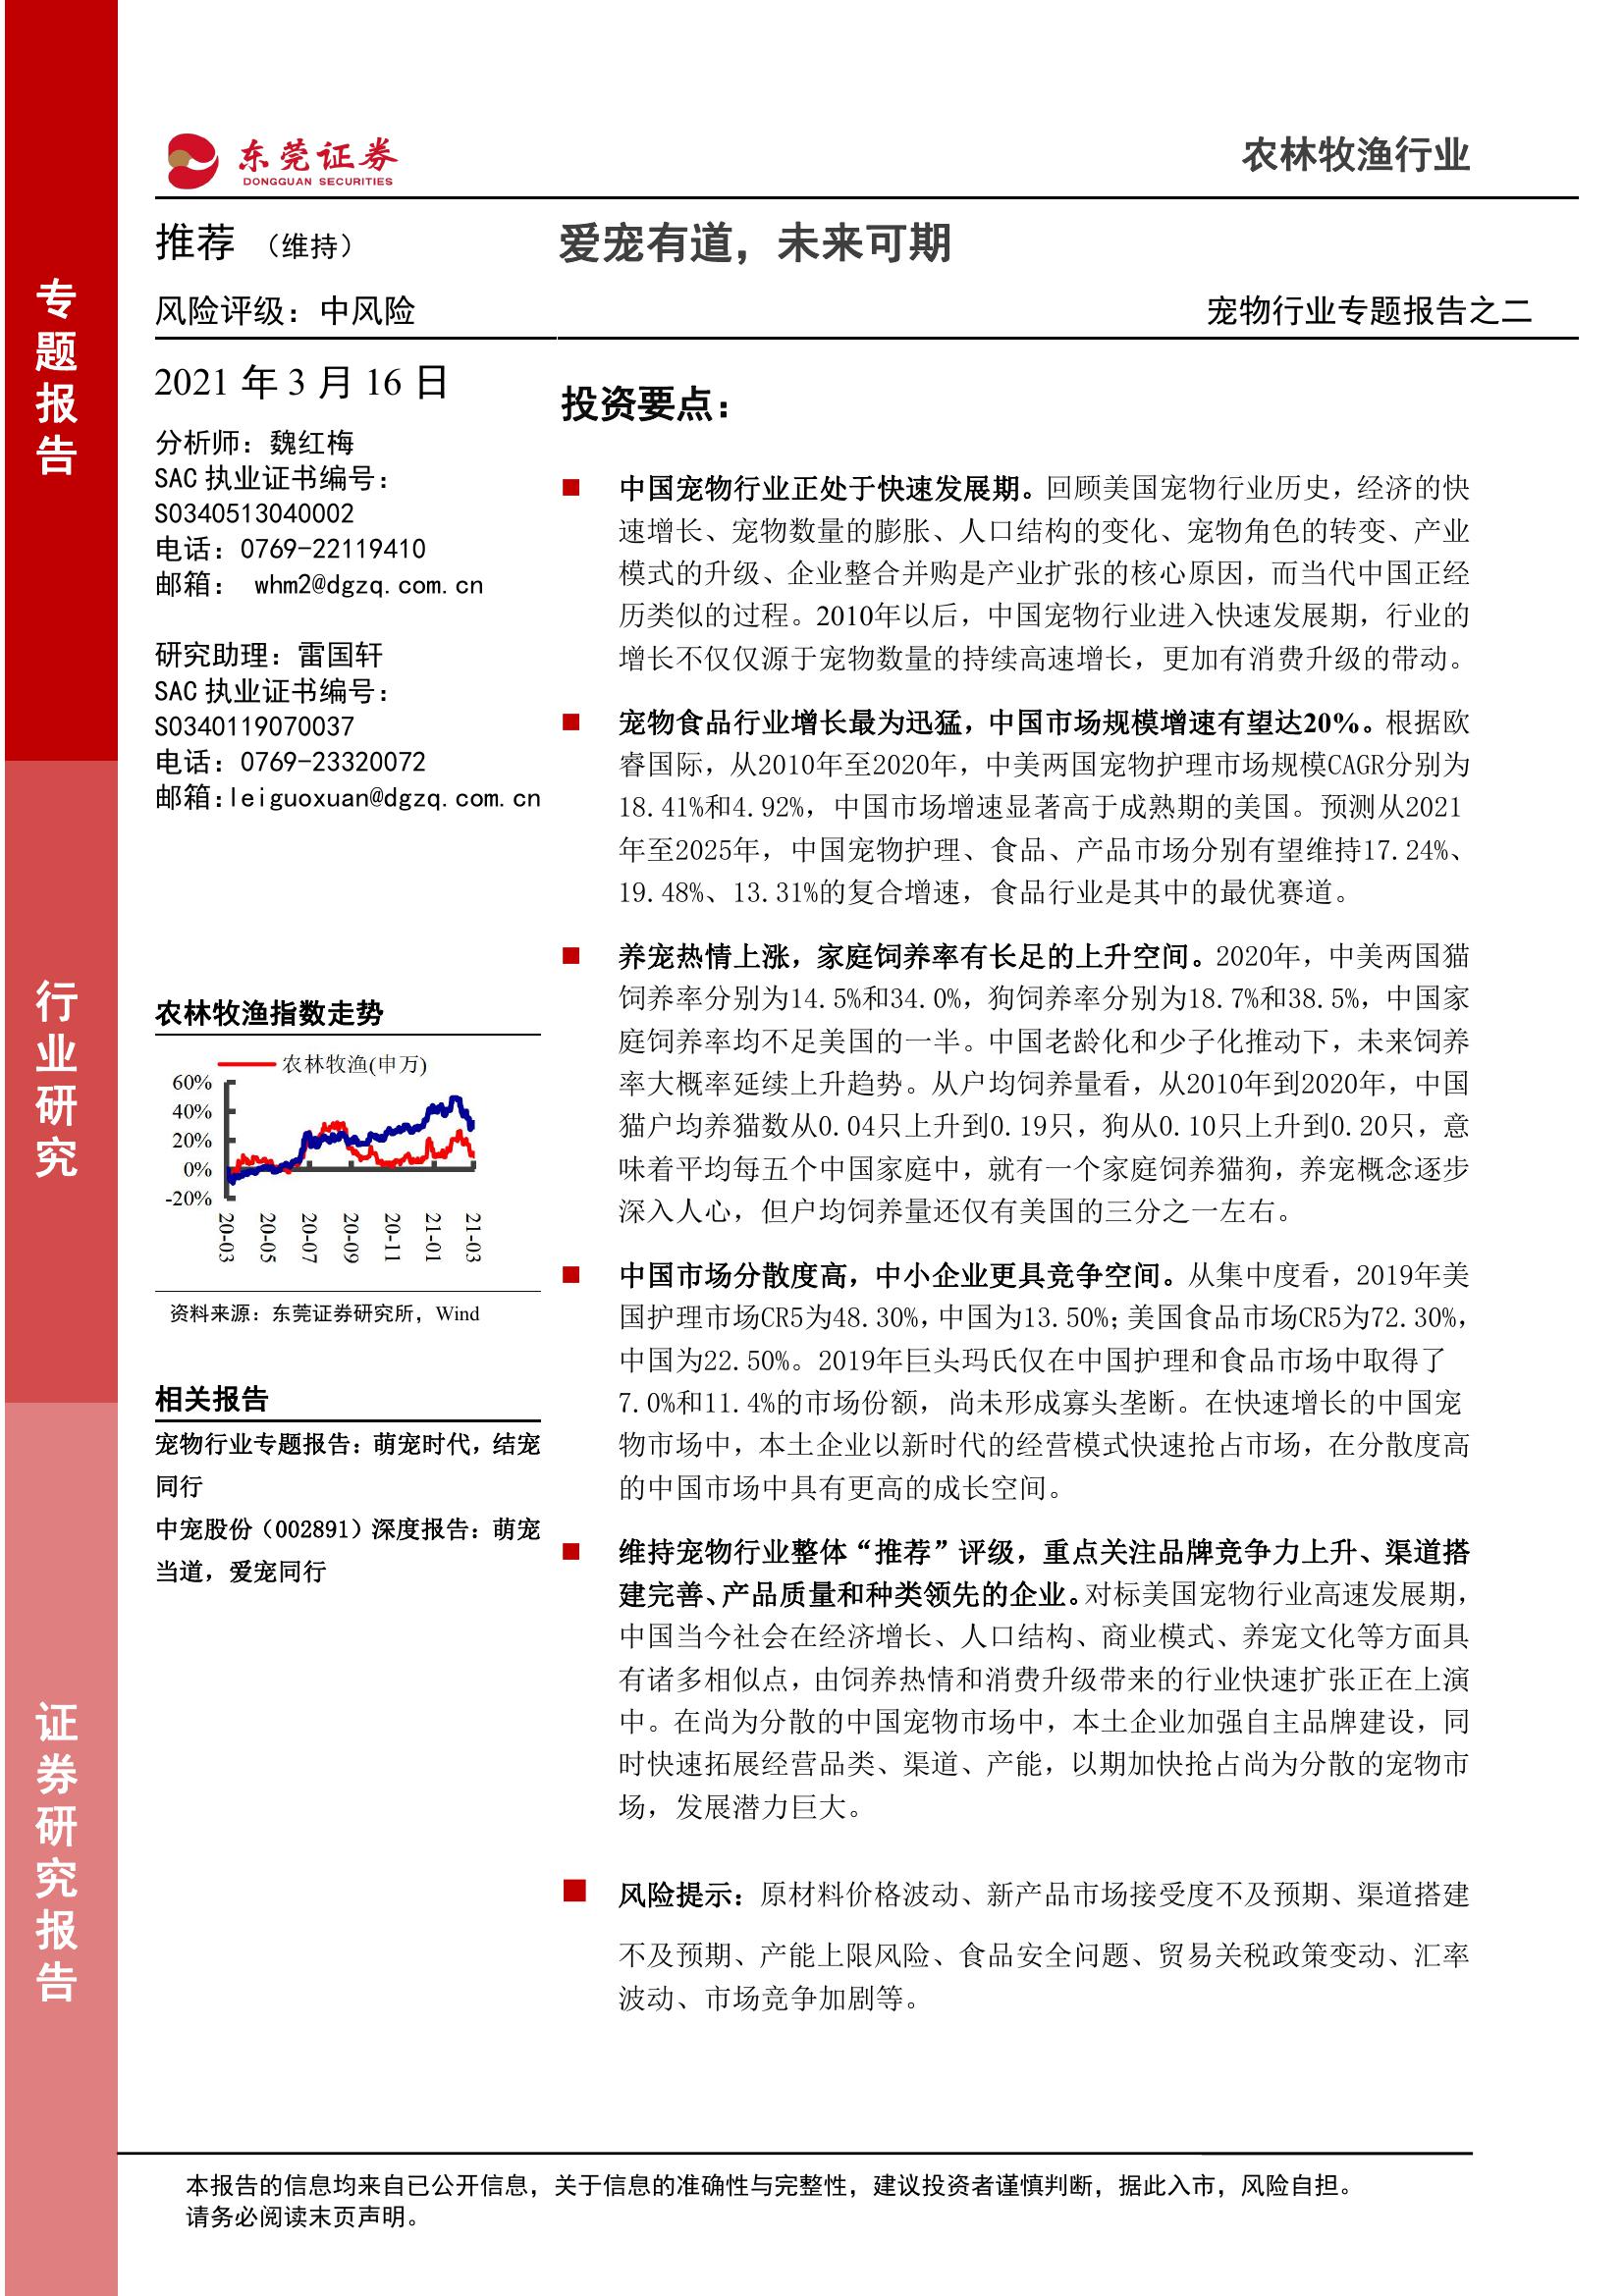 东莞证券
DONGGUAN SECURITIES
农林牧渔行业
专题报告
行业研究
证券研究报告
推荐 （维持）
风险评级：中风险
爱宠有道，未来可期
宠物行业专题报告之二
2021 年 3 月 16 日
分析师：魏红梅
SAC 执业证书编号：
S0340513040002
电话：0769-22119410
邮箱： whm2@dgzq.com.cn
研究助理：雷国轩
SAC 执业证书编号：
S0340119070037
电话：0769-23320072
邮箱:leiguoxuan@dgzq.com.cn
农林牧渔指数走势
农林牧渔(申万)
60%
40%
20%
0%
-20%
20-03
20-05
20-07
20-09
20-11
21-01
21-03
资料来源：东莞证券研究所，Wind
相关报告
宠物行业专题报告：萌宠时代，结宠
同行
中宠股份（002891）深度报告：萌宠
当道，爱宠同行
投资要点：
■ 中国宠物行业正处于快速发展期。回顾美国宠物行业历史，经济的快
速增长、宠物数量的膨胀、人口结构的变化、宠物角色的转变、产业
模式的升级、企业整合并购是产业扩张的核心原因，而当代中国正经
历类似的过程。2010年以后，中国宠物行业进入快速发展期，行业的
增长不仅仅源于宠物数量的持续高速增长，更加有消费升级的带动。
■ 宠物食品行业增长最为迅猛，中国市场规模增速有望达20%。根据欧
睿国际，从2010年至2020年，中美两国宠物护理市场规模CAGR分别为
18.41%和4.92%，中国市场增速显著高于成熟期的美国。预测从2021
年至2025年，中国宠物护理、食品、产品市场分别有望维持17.24%、
19.48%、13.31%的复合增速，食品行业是其中的最优赛道。
■ 养宠热情上涨，家庭饲养率有长足的上升空间。2020年，中美两国猫
饲养率分别为14.5%和34.0%，狗饲养率分别为18.7%和38.5%，中国家
庭饲养率均不足美国的一半。中国老龄化和少子化推动下，未来饲养
率大概率延续上升趋势。从户均饲养量看，从2010年到2020年，中国
猫户均养猫数从0.04只上升到0.19只，狗从0.10只上升到0.20只，意
味着平均每五个中国家庭中，就有一个家庭饲养猫狗，养宠概念逐步
深入人心，但户均饲养量还仅有美国的三分之一左右。
■ 中国市场分散度高，中小企业更具竞争空间。从集中度看，2019年美
国护理市场CR5为48.30%，中国为13.50%；美国食品市场CR5为72.30%，
中国为22.50%。2019年巨头玛氏仅在中国护理和食品市场中取得了
7.0%和11.4%的市场份额，尚未形成寡头垄断。在快速增长的中国宠
物市场中，本土企业以新时代的经营模式快速抢占市场，在分散度高
的中国市场中具有更高的成长空间。
■ 维持宠物行业整体“推荐”评级，重点关注品牌竞争力上升、渠道搭
建完善、产品质量和种类领先的企业。对标美国宠物行业高速发展期，
中国当今社会在经济增长、人口结构、商业模式、养宠文化等方面具
有诸多相似点，由饲养热情和消费升级带来的行业快速扩张正在上演
中。在尚为分散的中国宠物市场中，本土企业加强自主品牌建设，同
时快速拓展经营品类、渠道、产能，以期加快抢占尚为分散的宠物市
场，发展潜力巨大。
■ 风险提示：原材料价格波动、新产品市场接受度不及预期、渠道搭建
不及预期、产能上限风险、食品安全问题、贸易关税政策变动、汇率
波动、市场竞争加剧等。
本报告的信息均来自已公开信息，关于信息的准确性与完整性，建议投资者谨慎判断，据此入市，风险自担。
请务必阅读末页声明。